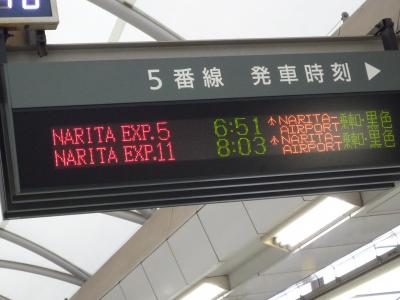 5番線 発車時刻
NARITA EXP.5 6:51 NARITA-AIRPORT
NARITA EXP.11 8:03 NARITA-AIRPORT